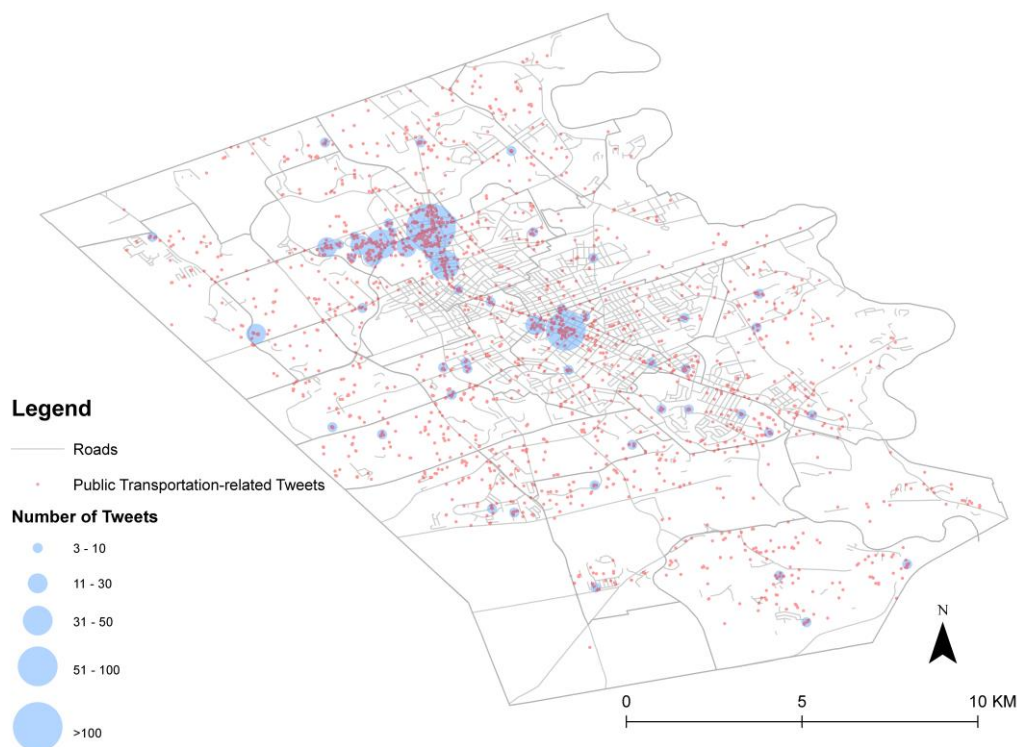 Legend
Roads
Public Transportation-related Tweets
Number of Tweets
3 - 10
11 - 30
31 - 50
51 - 100
>100
N
0 5 10 KM